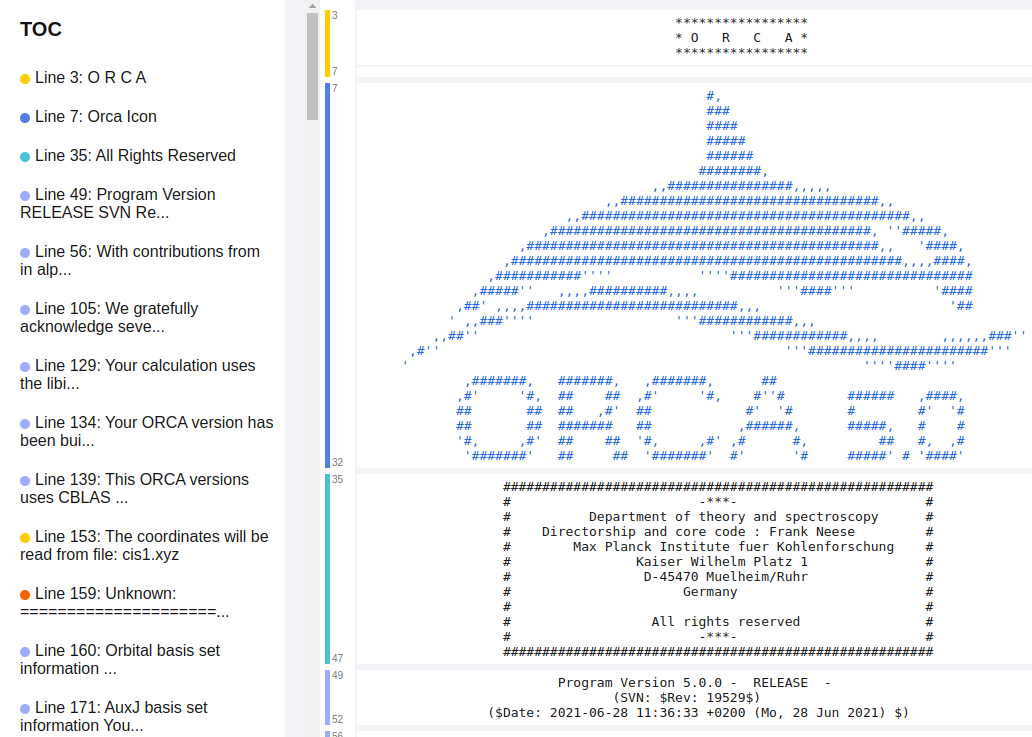 TOC
Line 3: O R C A
Line 7: Orca Icon
Line 35: All Rights Reserved
Line 49: Program Version
RELEASE SVN Re...
Line 56: With contributions from
in alp...
Line 105: We gratefully
acknowledge seve...
Line 129: Your calculation uses
the libi...
Line 134: Your ORCA version has
been bui...
Line 139: This ORCA versions
uses CBLAS ...
Line 153: The coordinates will be
read from file: cis1.xyz
Line 159: Unknown:
=====================...
Line 160: Orbital basis set
information ...
Line 171: AuxJ basis set
information You...
3
*****************
* O   R   C   A *
*****************
7
7
ORCA 5
32
35
#######################################################
#                        -***-                        #
#          Department of theory and spectroscopy      #
#    Directorship and core code : Frank Neese         #
#        Max Planck Institute fuer Kohlenforschung    #
#                Kaiser Wilhelm Platz 1               #
#                 D-45470 Muelheim/Ruhr               #
#                      Germany                        #
#                                                     #
#                  All rights reserved                #
#                        -***-                        #
#######################################################
47
49
Program Version 5.0.0 -  RELEASE  -
(SVN: $Rev: 19529$)
($Date: 2021-06-28 11:36:33 +0200 (Mo, 28 Jun 2021) $)
52
56